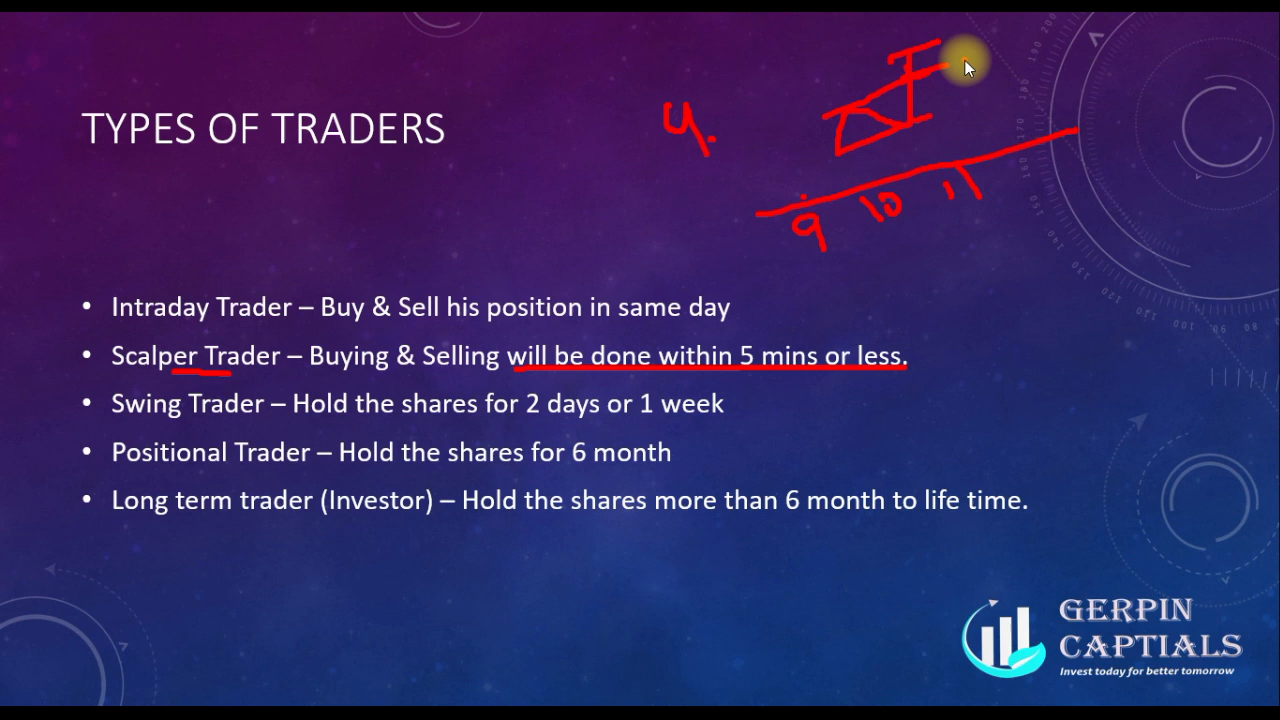 TYPES OF TRADERS
4.
9 10 11
• Intraday Trader – Buy & Sell his position in same day
• Scalper Trader – Buying & Selling will be done within 5 mins or less.
• Swing Trader – Hold the shares for 2 days or 1 week
• Positional Trader – Hold the shares for 6 month
• Long term trader (Investor) – Hold the shares more than 6 month to life time.
GERPIN
CAPTIALS
Invest today for better tomorrow